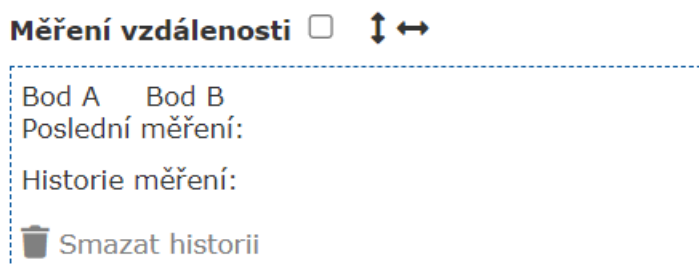 Měření vzdálenosti
Bod A Bod B
Poslední měření:
Historie měření:
Smazat historii